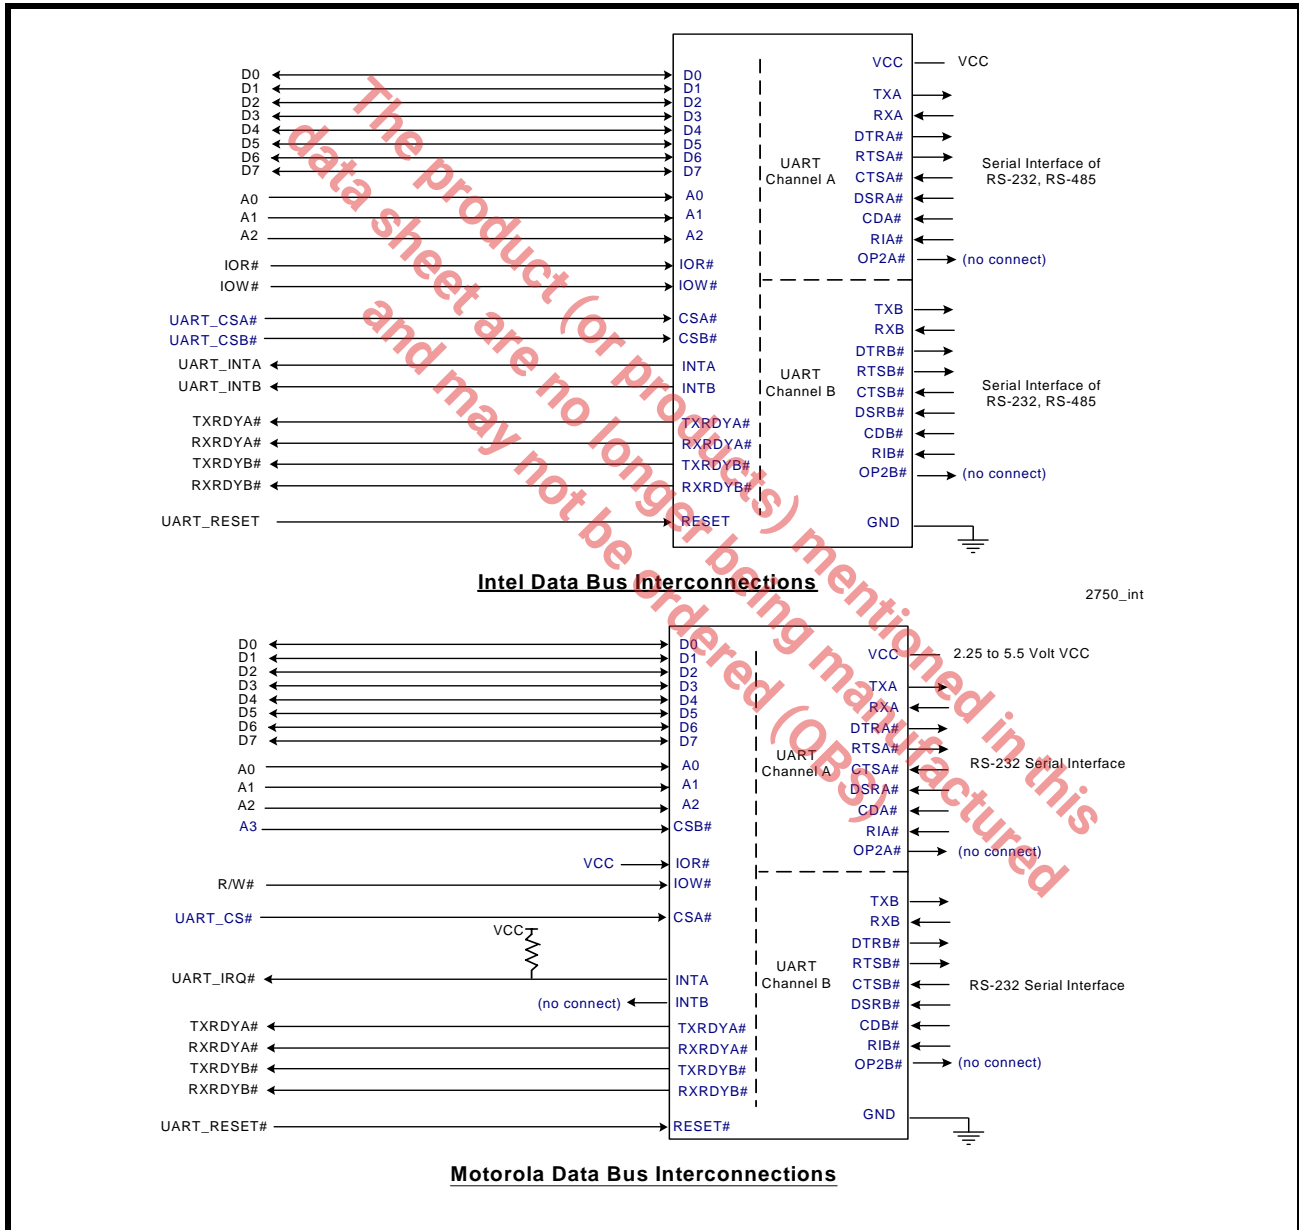 D0 D0
D1 D1
D2 D2
D3 D3
D4 D4
D5 D5
D6 D6
D7 D7
A0 A0
A1 A1
A2 A2
IOR# IOR#
IOW# IOW#
UART_CSA# CSA#
UART_CSB# CSB#
UART_INTA INTA
UART_INTB INTB
TXRDYA# TXRDYA#
RXRDYA# RXRDYA#
TXRDYB# TXRDYB#
RXRDYB# RXRDYB#
UART_RESET RESET
UART
Channel A
UART
Channel B
VCC VCC
TXA
RXA
DTRA#
RTSA#
CTSA#
DSRA#
CDA#
RIA#
OP2A# (no connect)
Serial Interface of
RS-232, RS-485
TXB
RXB
DTRB#
RTSB#
CTSB#
DSRB#
CDB#
RIB#
OP2B# (no connect)
Serial Interface of
RS-232, RS-485
GND
Intel Data Bus Interconnections
2750_int
D0 D0
D1 D1
D2 D2
D3 D3
D4 D4
D5 D5
D6 D6
D7 D7
A0 A0
A1 A1
A2 A2
A3 CSB#
VCC IOR#
R/W# IOW#
UART_CS# CSA#
VCC
UART_IRQ# INTA
(no connect) INTB
TXRDYA# TXRDYA#
RXRDYA# RXRDYA#
TXRDYB# TXRDYB#
RXRDYB# RXRDYB#
UART_RESET# RESET#
UART
Channel A
UART
Channel B
VCC 2.25 to 5.5 Volt VCC
TXA
RXA
DTRA#
RTSA#
CTSA#
DSRA#
CDA#
RIA#
OP2A# (no connect)
RS-232 Serial Interface
TXB
RXB
DTRB#
RTSB#
CTSB#
DSRB#
CDB#
RIB#
OP2B# (no connect)
RS-232 Serial Interface
GND
Motorola Data Bus Interconnections
The product (or products) mentioned in this
data sheet are no longer being manufactured
and may not be ordered (OBS)